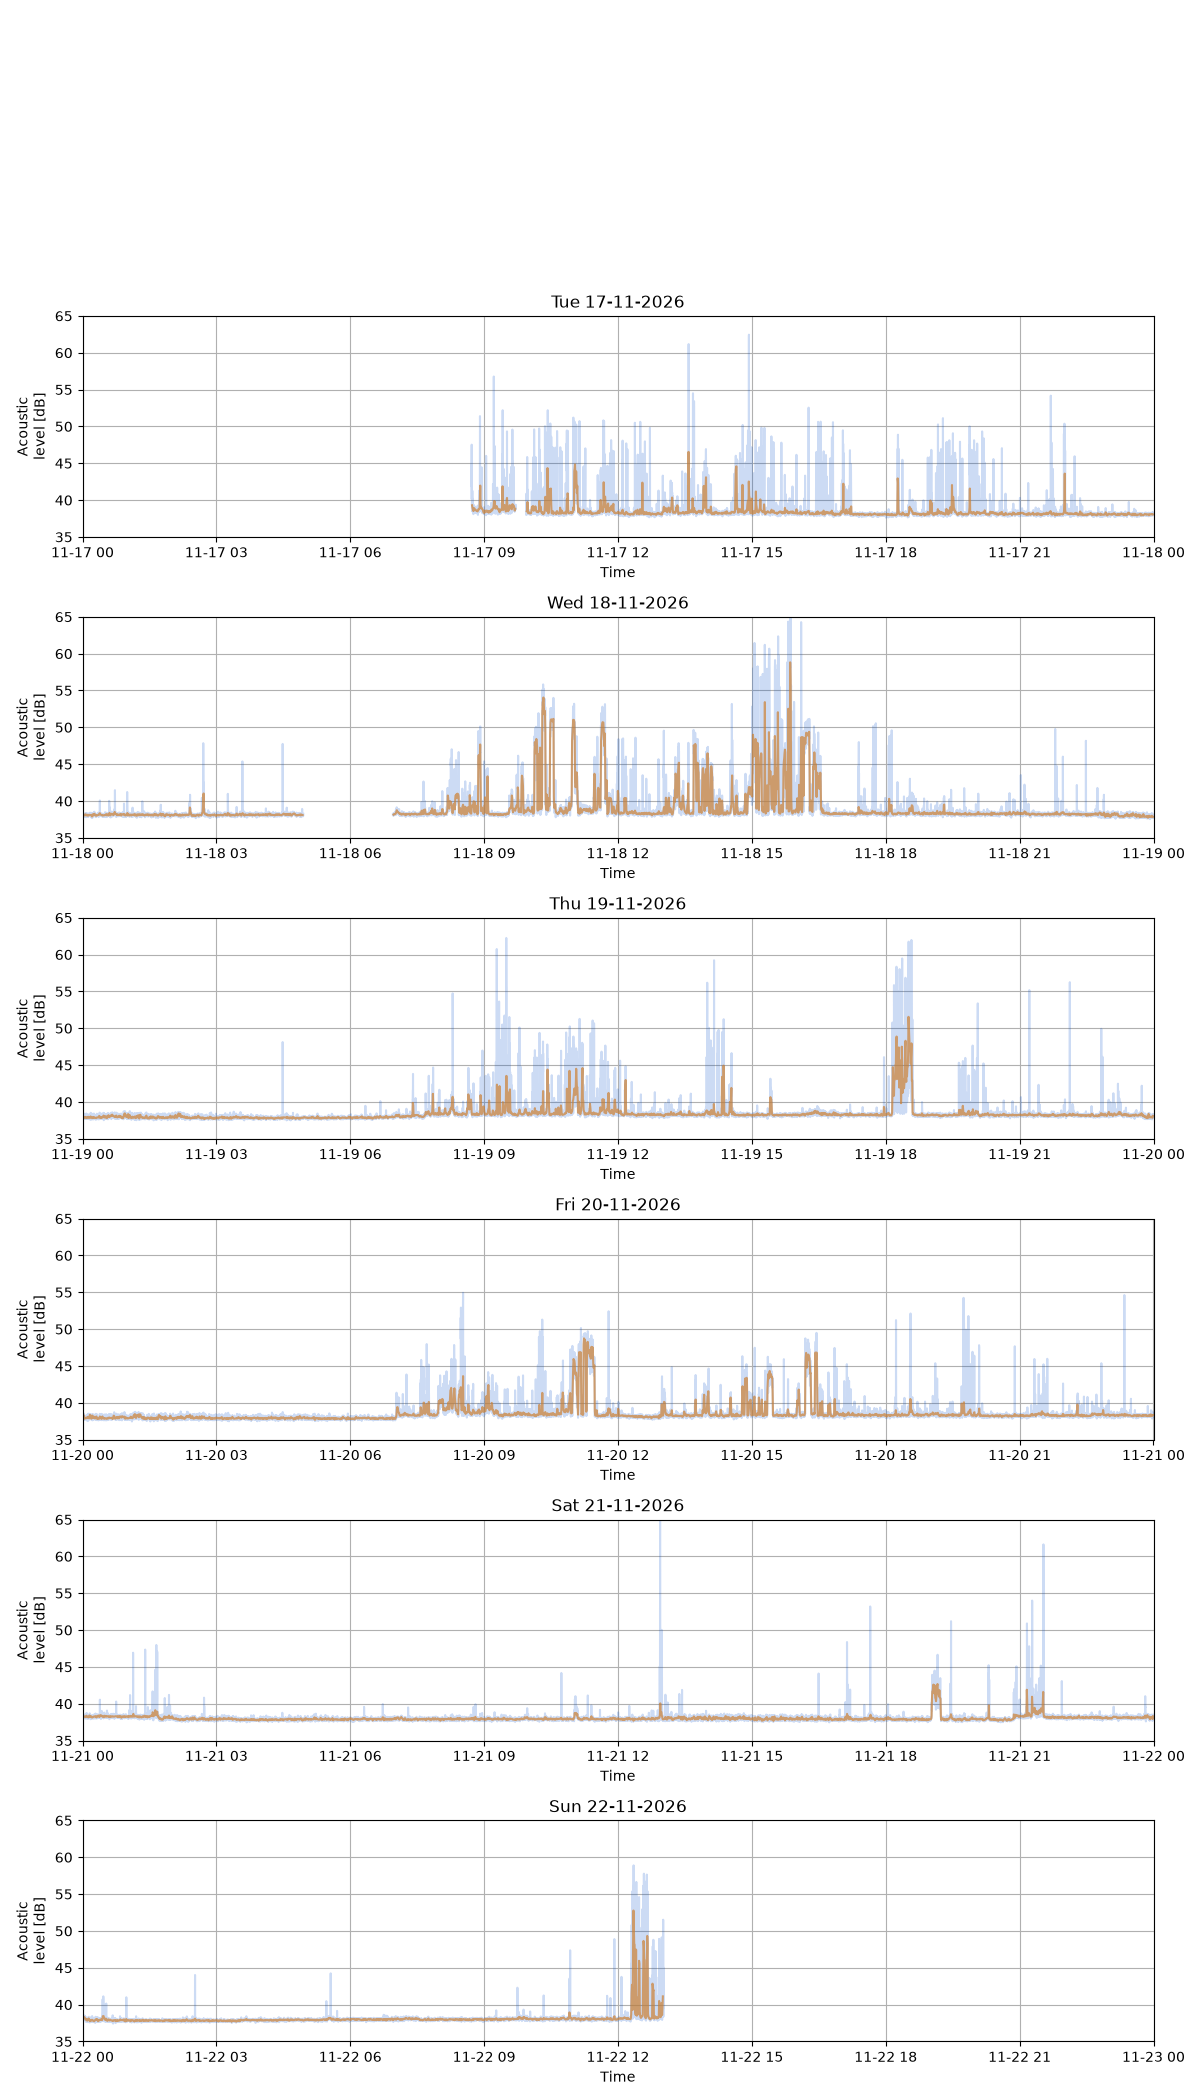 Tue 17-11-2026
65
60
55
50
45
40
35
Acoustic
level [dB]
11-17 00 11-17 03 11-17 06 11-17 09 11-17 12 11-17 15 11-17 18 11-17 21 11-18 00
Time
Wed 18-11-2026
65
60
55
50
45
40
35
Acoustic
level [dB]
11-18 00 11-18 03 11-18 06 11-18 09 11-18 12 11-18 15 11-18 18 11-18 21 11-19 00
Time
Thu 19-11-2026
65
60
55
50
45
40
35
Acoustic
level [dB]
11-19 00 11-19 03 11-19 06 11-19 09 11-19 12 11-19 15 11-19 18 11-19 21 11-20 00
Time
Fri 20-11-2026
65
60
55
50
45
40
35
Acoustic
level [dB]
11-20 00 11-20 03 11-20 06 11-20 09 11-20 12 11-20 15 11-20 18 11-20 21 11-21 00
Time
Sat 21-11-2026
65
60
55
50
45
40
35
Acoustic
level [dB]
11-21 00 11-21 03 11-21 06 11-21 09 11-21 12 11-21 15 11-21 18 11-21 21 11-22 00
Time
Sun 22-11-2026
65
60
55
50
45
40
35
Acoustic
level [dB]
11-22 00 11-22 03 11-22 06 11-22 09 11-22 12 11-22 15 11-22 18 11-22 21 11-23 00
Time